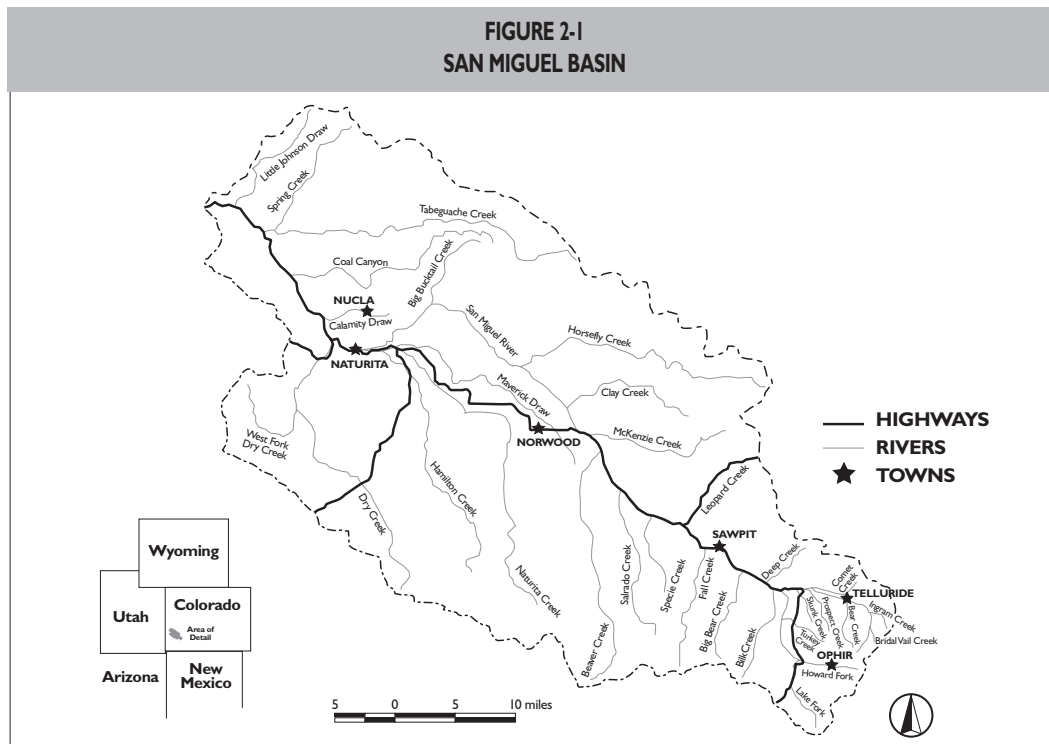 FIGURE 2-1
SAN MIGUEL BASIN
Little Johnson Draw
Spring Creek
Tabeguache Creek
Coal Canyon
Big Bucktail Creek
NUCLA
Calamity Draw
San Miguel River
Horsefly Creek
NATURITA
Maverick Draw
Clay Creek
HIGHWAYS
RIVERS
TOWNS
West Fork
Dry Creek
NORWOOD
McKenzie Creek
Hamilton Creek
Leopard Creek
Dry Creek
SAWPIT
Naturita Creek
Salrado Creek
Specie Creek
Fall Creek
Deep Creek
Comet
Creek
TELLURIDE
Big Bear Creek
Skunk Creek
Prospect Creek
Bear Creek
Ingram Creek
Bridal Vail Creek
Beaver Creek
Bilk Creek
Turkey
Creek
OPHIR
Howard Fork
Lake Fork
Wyoming
Utah
Colorado
Area of
Detail
Arizona
New
Mexico
5 0 5 10 miles